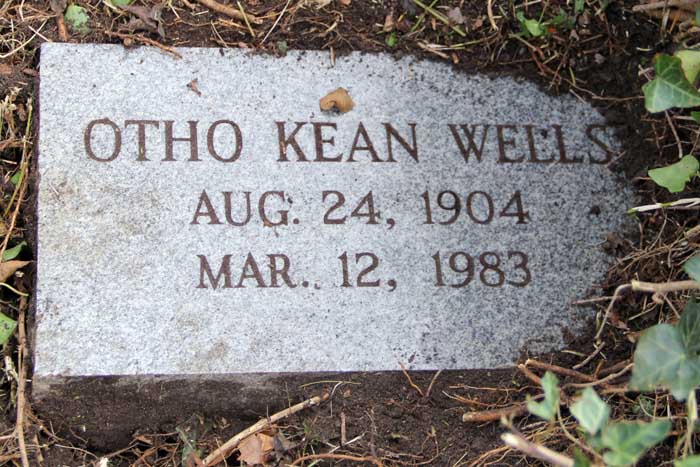 OTHO KEAN WELLS
AUG. 24, 1904
MAR. 12, 1983